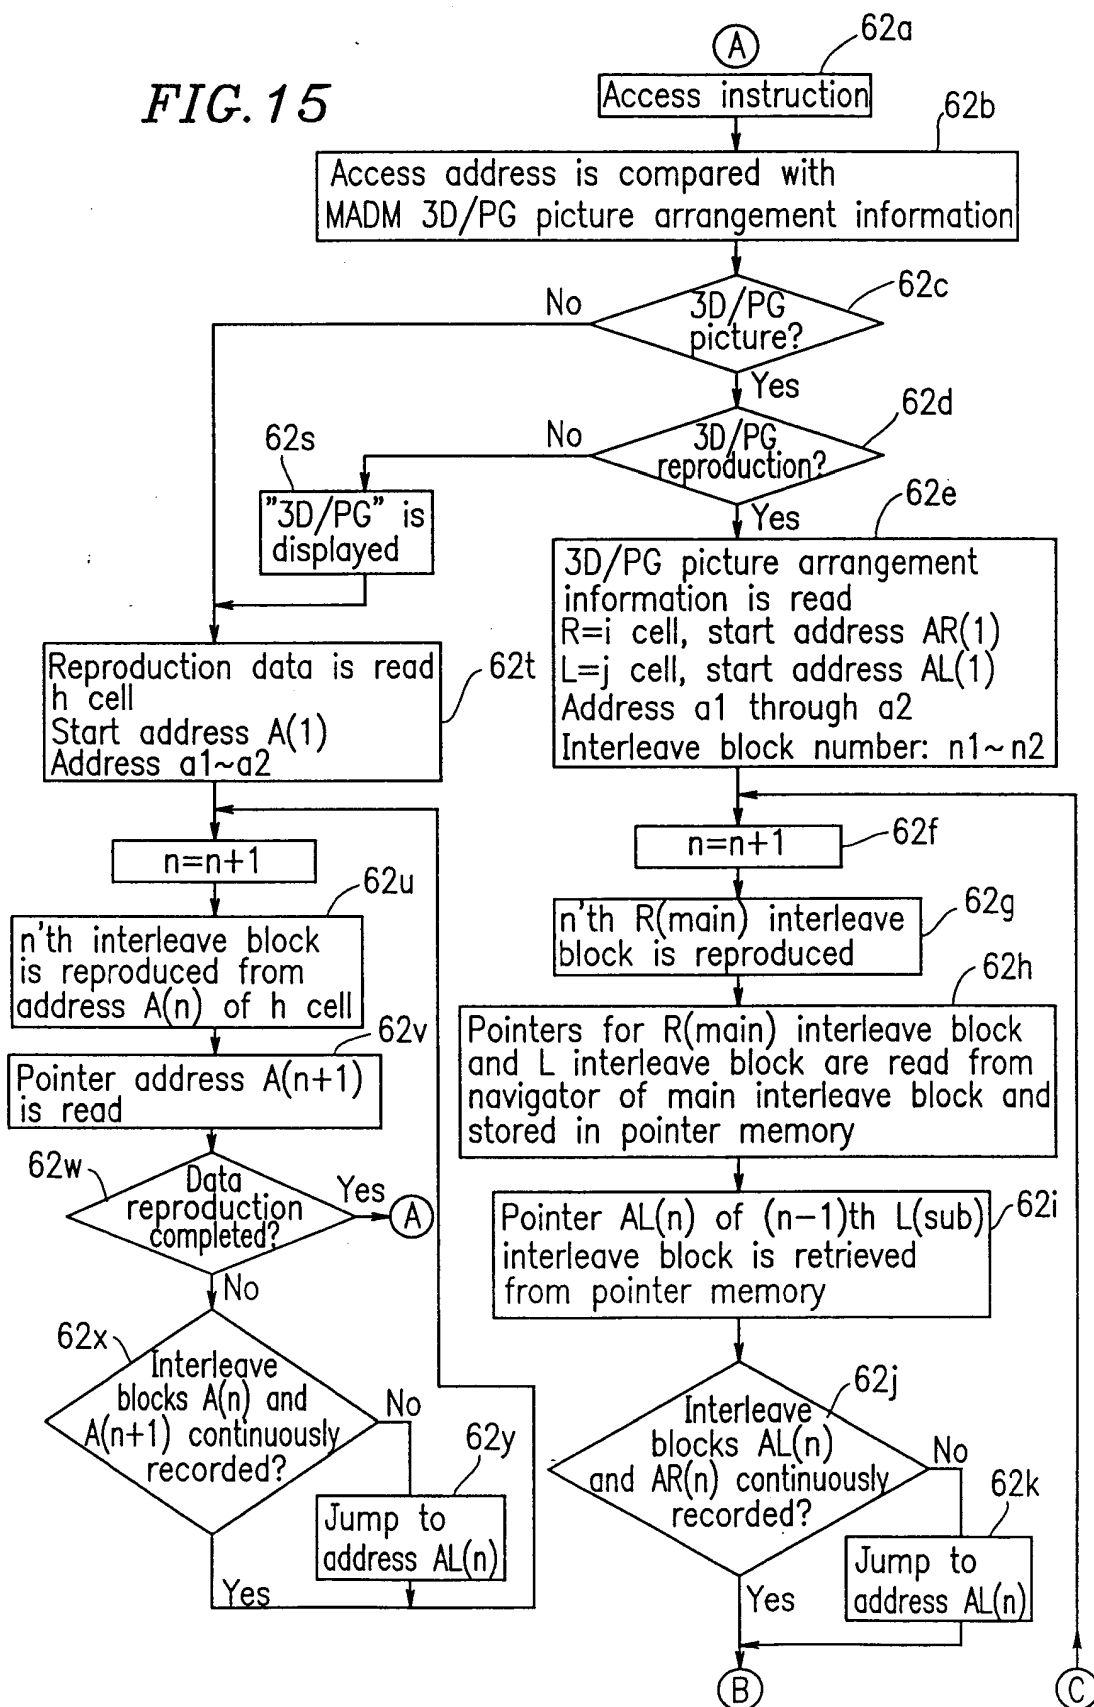 FIG. 15
A
62a
Access instruction
62b
Access address is compared with
MADM 3D/PG picture arrangement information
62c
3D/PG
picture?
No
Yes
62d
3D/PG
reproduction?
No
Yes
62s
"3D/PG" is
displayed
62e
3D/PG picture arrangement
information is read
R=i cell, start address AR(1)
L=j cell, start address AL(1)
Address a1 through a2
Interleave block number: n1~n2
62t
Reproduction data is read
h cell
Start address A(1)
Address a1~a2
n=n+1
62u
n'th interleave block
is reproduced from
address A(n) of h cell
62v
Pointer address A(n+1)
is read
62w
Data
reproduction
completed?
Yes
A
No
62x
Interleave
blocks A(n) and
A(n+1) continuously
recorded?
No
62y
Jump to
address AL(n)
Yes
62f
n=n+1
62g
n'th R(main) interleave
block is reproduced
62h
Pointers for R(main) interleave block
and L interleave block are read from
navigator of main interleave block and
stored in pointer memory
62i
Pointer AL(n) of (n-1)th L(sub)
interleave block is retrieved
from pointer memory
62j
Interleave
blocks AL(n)
and AR(n) continuously
recorded?
No
62k
Jump to
address AL(n)
Yes
B
C